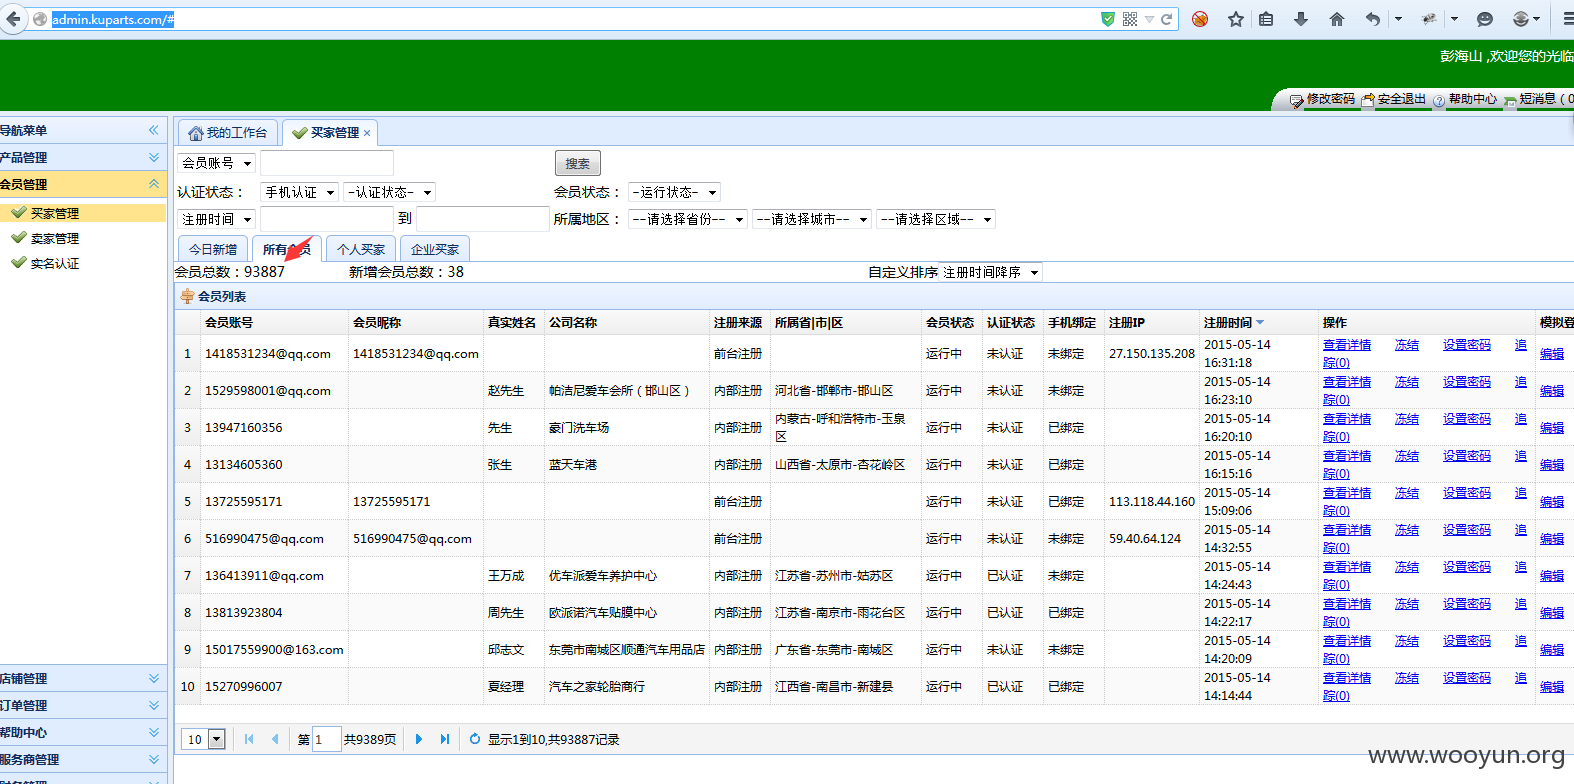 admin.kuparts.com/#
彭海山 ,欢迎您的光临
修改密码 安全退出 帮助中心 短消息 ( 0
导航菜单
产品管理
会员管理
买家管理
卖家管理
实名认证
店铺管理
订单管理
帮助中心
服务商管理
我的工作台 买家管理
会员账号 搜索
认证状态： 手机认证 -认证状态- 会员状态： -运行状态-
注册时间 到 所属地区： --请选择省份-- --请选择城市-- --请选择区域--
今日新增 所有会员 个人买家 企业买家
会员总数：93887 新增会员总数：38 自定义排序 注册时间降序
会员列表
会员账号 会员昵称 真实姓名 公司名称 注册来源 所属省|市|区 会员状态 认证状态 手机绑定 注册IP 注册时间 操作 模拟登
1 1418531234@qq.com 1418531234@qq.com 前台注册 运行中 未认证 未绑定 27.150.135.208 2015-05-14 16:31:18 查看详情 冻结 设置密码 追踪(0) 编辑
2 1529598001@qq.com 赵先生 帕洁尼爱车会所（邯山区） 内部注册 河北省-邯郸市-邯山区 运行中 未认证 未绑定 2015-05-14 16:23:10 查看详情 冻结 设置密码 追踪(0) 编辑
3 13947160356 先生 豪门洗车场 内部注册 内蒙古-呼和浩特市-玉泉区 运行中 未认证 已绑定 2015-05-14 16:20:10 查看详情 冻结 设置密码 追踪(0) 编辑
4 13134605360 张生 蓝天车港 内部注册 山西省-太原市-杏花岭区 运行中 未认证 已绑定 2015-05-14 16:15:16 查看详情 冻结 设置密码 追踪(0) 编辑
5 13725595171 13725595171 前台注册 运行中 未认证 已绑定 113.118.44.160 2015-05-14 15:09:06 查看详情 冻结 设置密码 追踪(0) 编辑
6 516990475@qq.com 516990475@qq.com 前台注册 运行中 未认证 未绑定 59.40.64.124 2015-05-14 14:32:55 查看详情 冻结 设置密码 追踪(0) 编辑
7 136413911@qq.com 王万成 优车派爱车养护中心 内部注册 江苏省-苏州市-姑苏区 运行中 已认证 未绑定 2015-05-14 14:24:43 查看详情 冻结 设置密码 追踪(0) 编辑
8 13813923804 周先生 欧派诺汽车贴膜中心 内部注册 江苏省-南京市-雨花台区 运行中 已认证 已绑定 2015-05-14 14:22:17 查看详情 冻结 设置密码 追踪(0) 编辑
9 15017559900@163.com 邱志文 东莞市南城区顺通汽车用品店 内部注册 广东省-东莞市-南城区 运行中 未认证 未绑定 2015-05-14 14:20:09 查看详情 冻结 设置密码 追踪(0) 编辑
10 15270996007 夏经理 汽车之家轮胎商行 内部注册 江西省-南昌市-新建县 运行中 已认证 已绑定 2015-05-14 14:14:44 查看详情 冻结 设置密码 追踪(0) 编辑
10 第 1 共9389页 显示1到10,共93887记录
www.wooyun.org